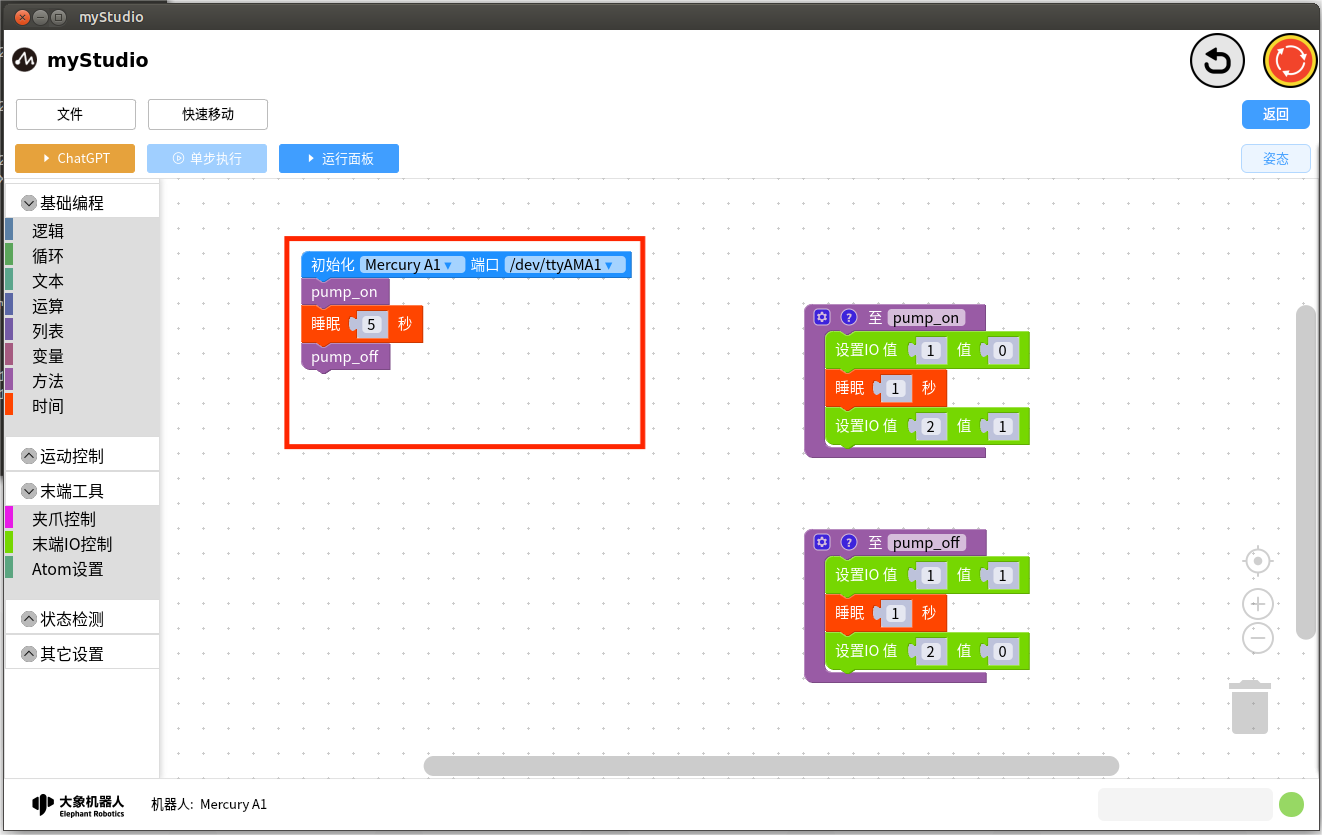 myStudio
myStudio
文件
快速移动
返回
ChatGPT
单步执行
运行面板
姿态
基础编程
逻辑
循环
文本
运算
列表
变量
方法
时间
运动控制
末端工具
夹爪控制
末端IO控制
Atom设置
状态检测
其它设置
初始化 Mercury A1 端口 /dev/ttyAMA1
pump_on
睡眠 5 秒
pump_off
? 至 pump_on
设置IO 值 1 值 0
睡眠 1 秒
设置IO 值 2 值 1
? 至 pump_off
设置IO 值 1 值 1
睡眠 1 秒
设置IO 值 2 值 0
大象机器人
Elephant Robotics
机器人: Mercury A1